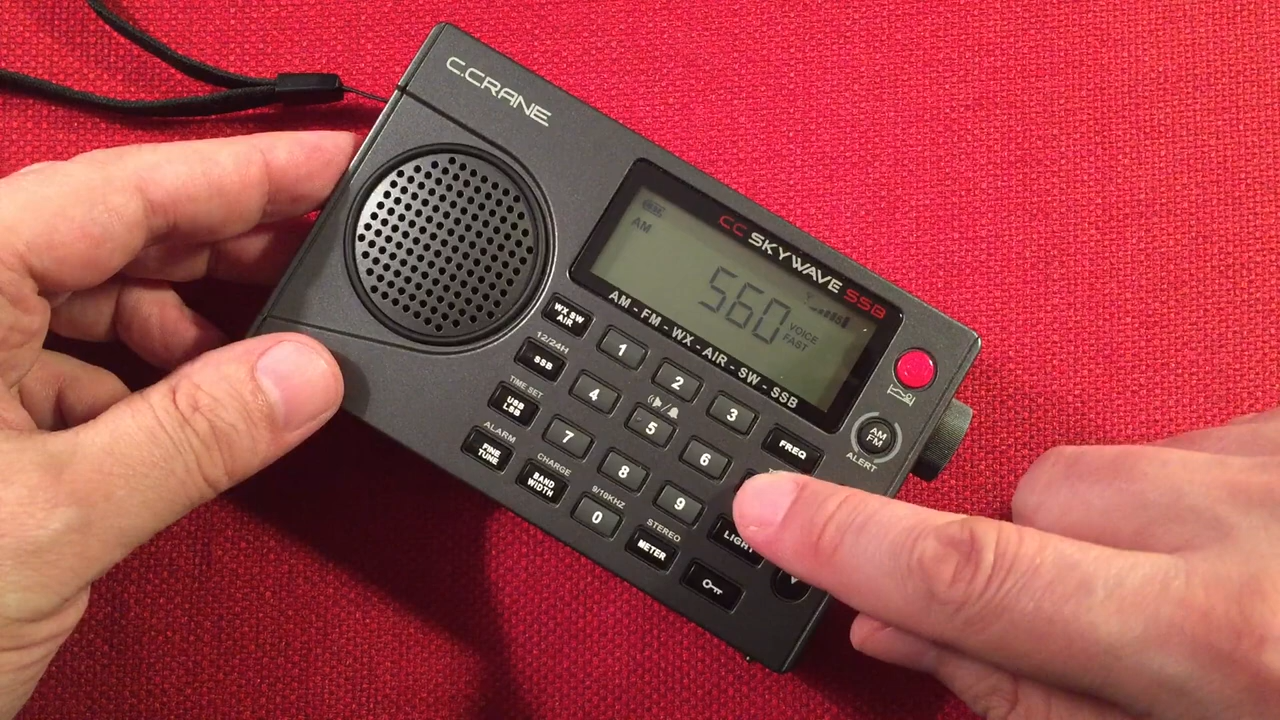 C.CRANE
CC SKYWAVE SSB
AM
560
VOICE
FAST
AM - FM - WX - AIR - SW - SSB
WX SW
AIR
12/24H
SSB
TIME SET
USB
LSB
ALARM
FINE
TUNE
CHARGE
BAND
WIDTH
1
2
3
4
5
6
7
8
9
9/10KHZ
0
STEREO
METER
FREQ
LIGHT
AM
FM
ALERT